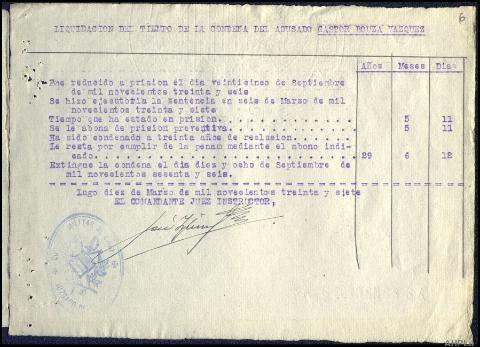 6
LIQUIDACION DEL TIEMPO DE LA CONDENA DEL ACUSADO CASTOR BOUZA VAZQUEZ
Años Meses Dias
Fue reducido a prision el dia veinticinco de Septiembre
de mil novecientos treinta y seis
Se hizo ejecutoria la sentencia en seis de Marzo de mil
novecientos treinta y siete
Tiempo que ha estado en prision. . . . . . . . . . . . 5 11
Se le abona de prision preventiva. . . . . . . . . . . 5 11
Ha sido condenado a treinta años de reclusion. . . . .
Le resta por cumplir de la pena mediante el abono indi-
cado. . . . . . . . . . . . . . . . . . . . . . . . 29 6 18
Extingue la condena el dia diez y ocho de Septiembre de
mil novecientos sesenta y seis.
Lugo diez de Marzo de mil novecientos treinta y siete
EL COMANDANTE JUEZ INSTRUCTOR,
MILITAR